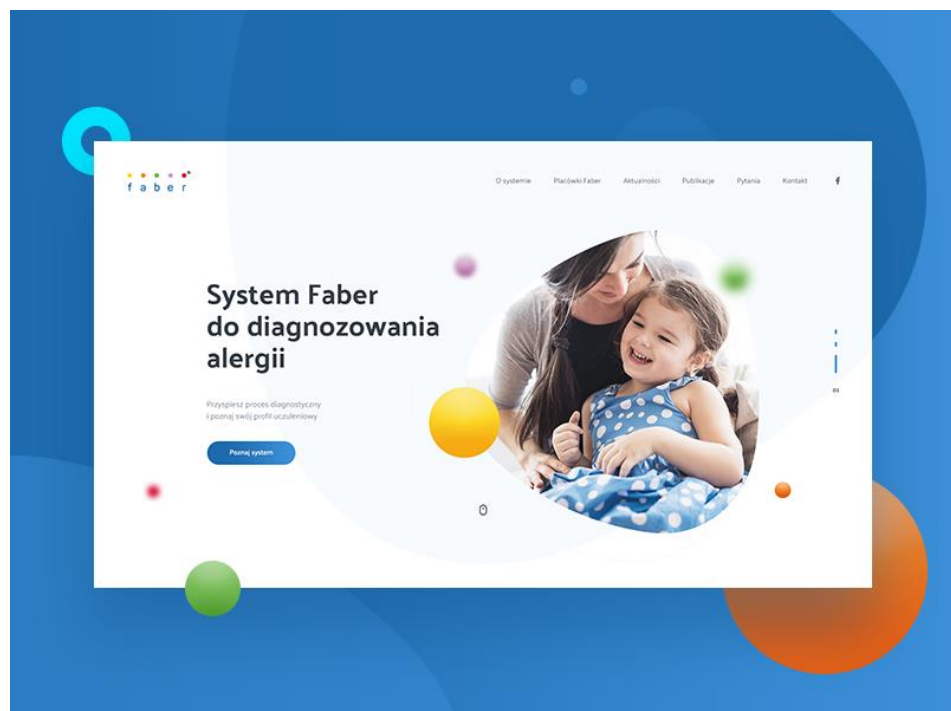 faber
O systemie Placówki Faber Aktualności Publikacje Pytania Kontakt f
System Faber
do diagnozowania
alergii
Przyspiesz proces diagnostyczny
i poznaj swój profil uczuleniowy
Poznaj system